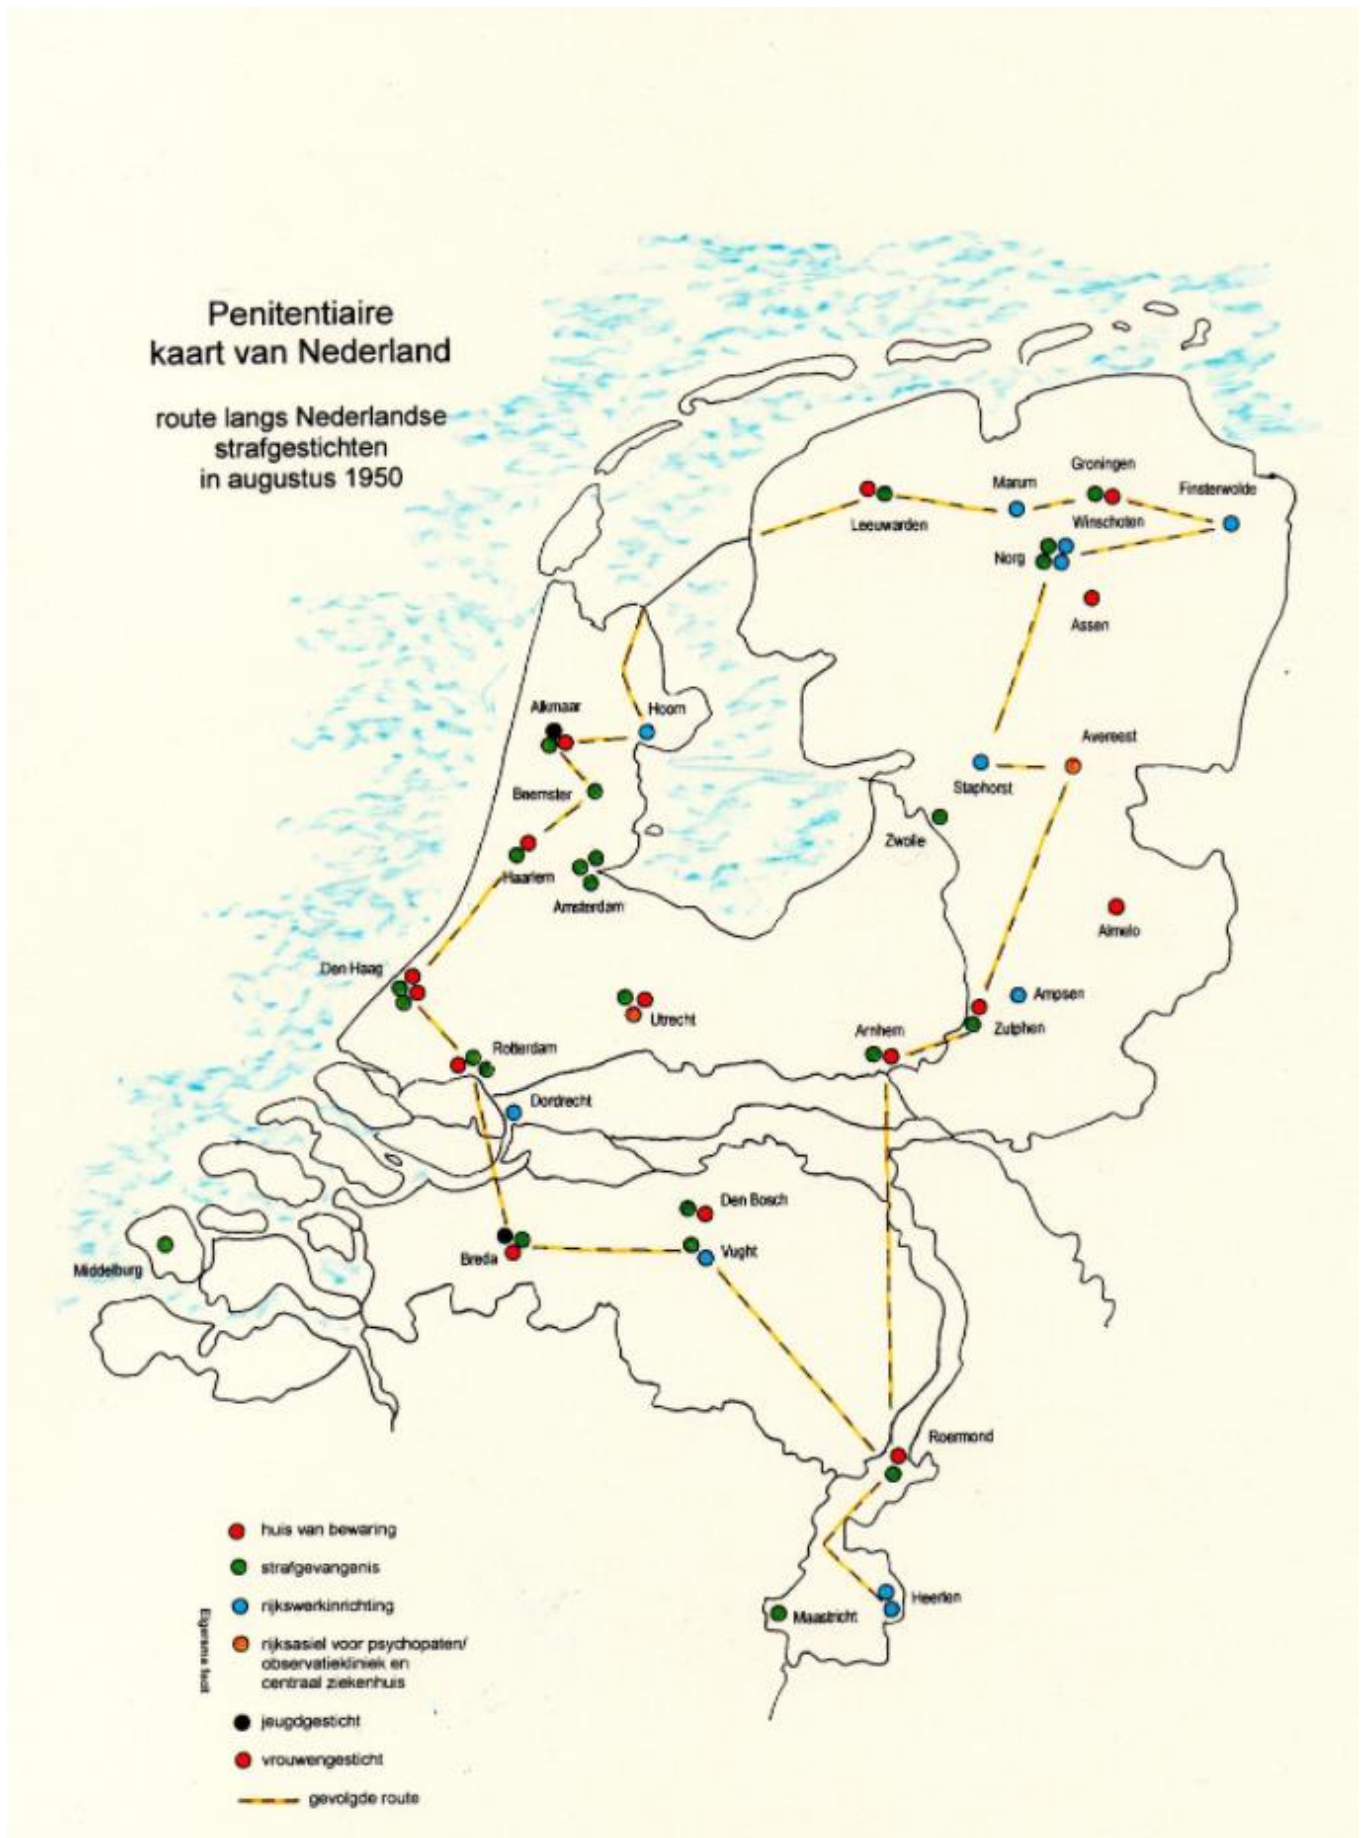 Penitentiaire
kaart van Nederland
route langs Nederlandse
strafgestichten
in augustus 1950
Groningen
Marum
Finsterwolde
Leeuwarden
Winschoten
Norg
Assen
Alkmaar
Hoorn
Avereest
Beemster
Staphorst
Zwolle
Haarlem
Amsterdam
Almelo
Den Haag
Ampsen
Utrecht
Arnhem
Zutphen
Rotterdam
Dordrecht
Den Bosch
Middelburg
Breda
Vught
Roermond
Heerlen
Maastricht
huis van bewaring
strafgevangenis
rijkswerkinrichting
rijksasiel voor psychopaten/
observatiekliniek en
centraal ziekenhuis
jeugdgesticht
vrouwengesticht
gevolgde route